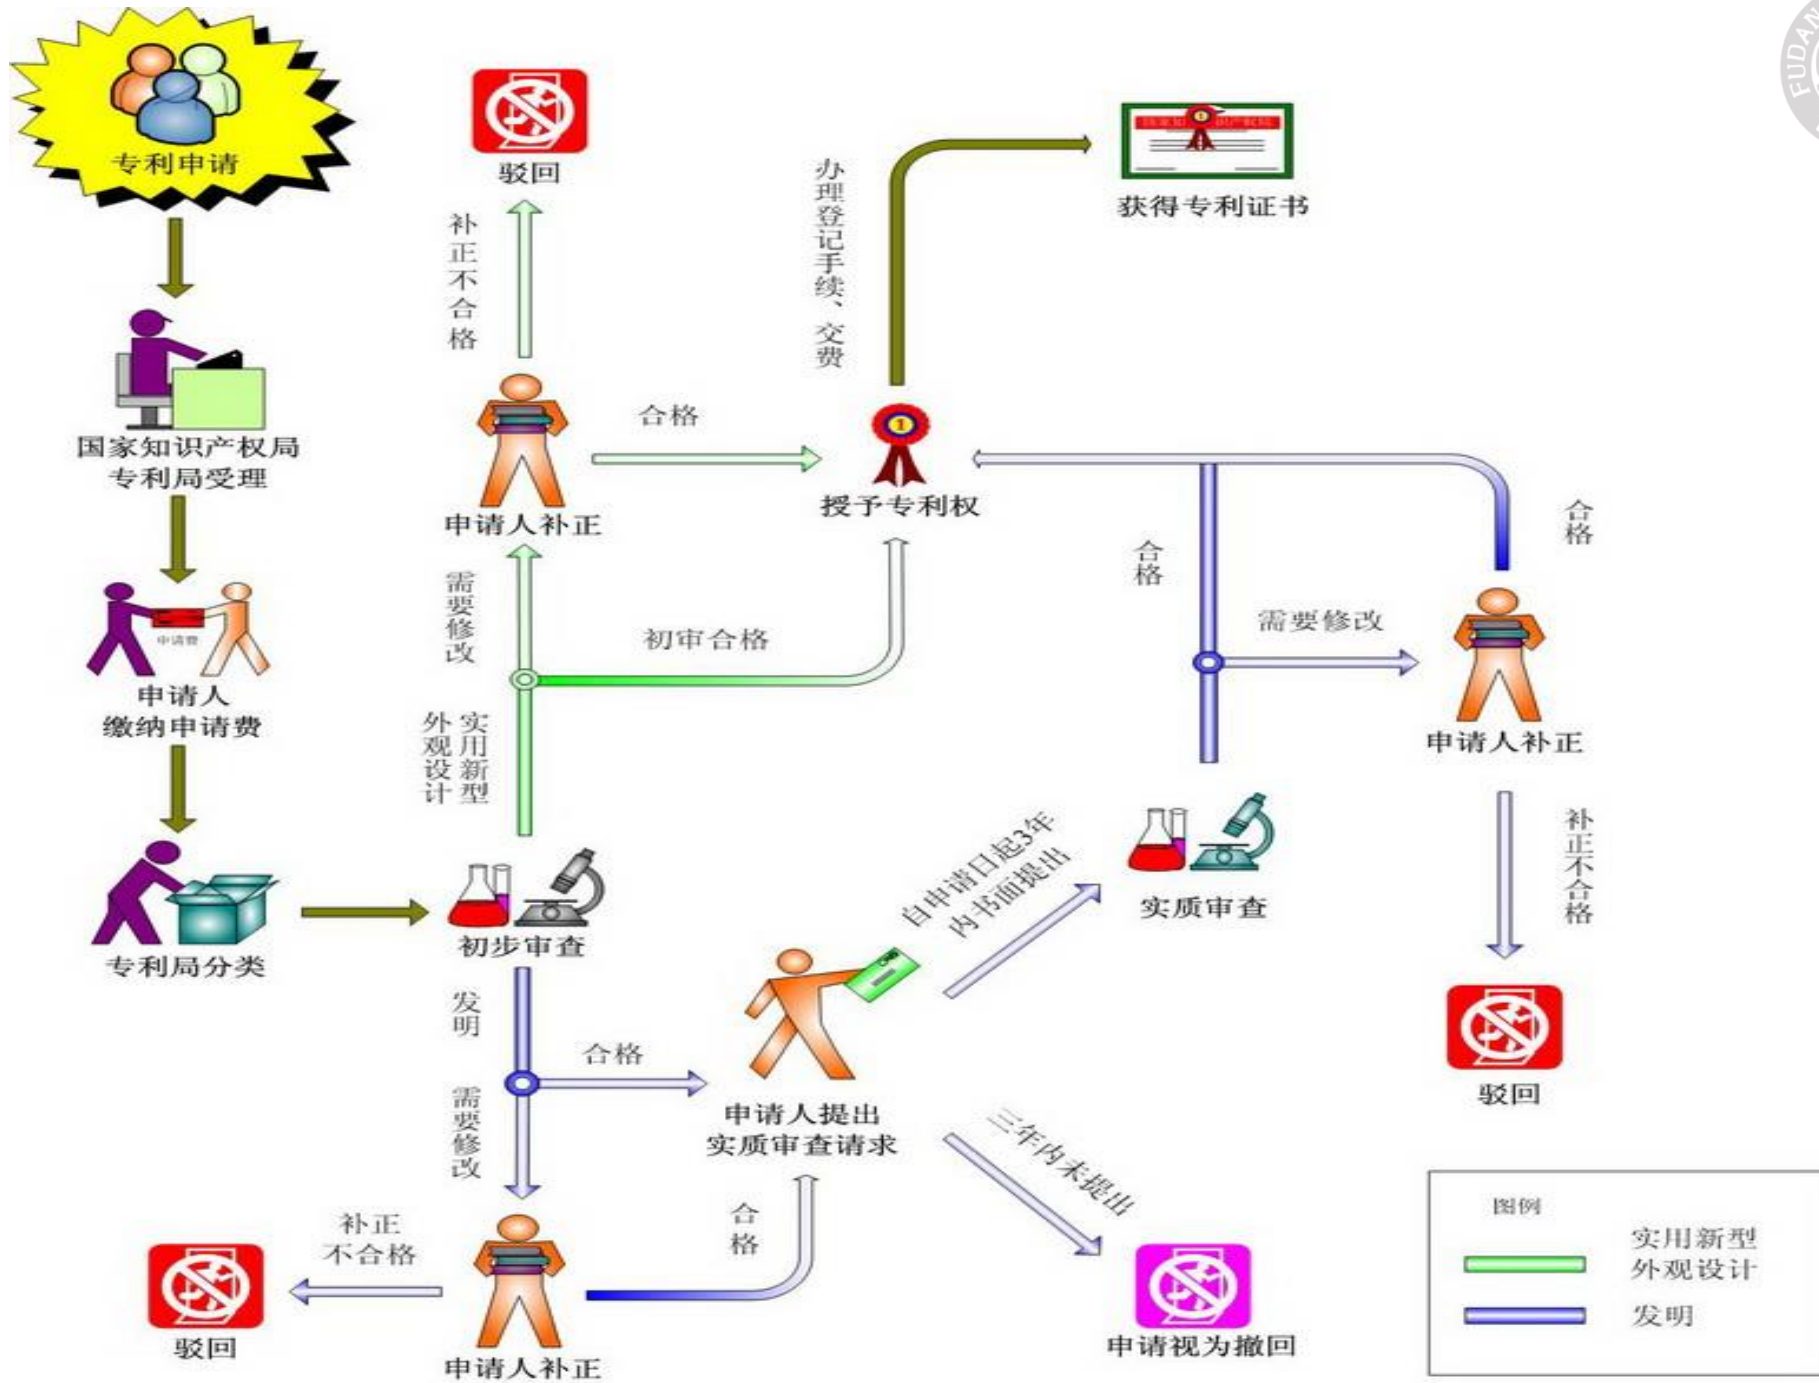 专利申请
国家知识产权局
专利局受理
申请费
申请人
缴纳申请费
专利局分类
初步审查
实用新型
外观设计
需要修改
申请人补正
补正不合格
驳回
合格
初审合格
授予专利权
办理登记手续、交费
获得专利证书
发明
合格
需要修改
申请人补正
补正
不合格
驳回
合格
申请人提出
实质审查请求
自申请日起3年
内书面提出
三年内未提出
申请视为撤回
实质审查
合格
需要修改
申请人补正
合格
补正不合格
驳回
图例
实用新型
外观设计
发明
FUDAN